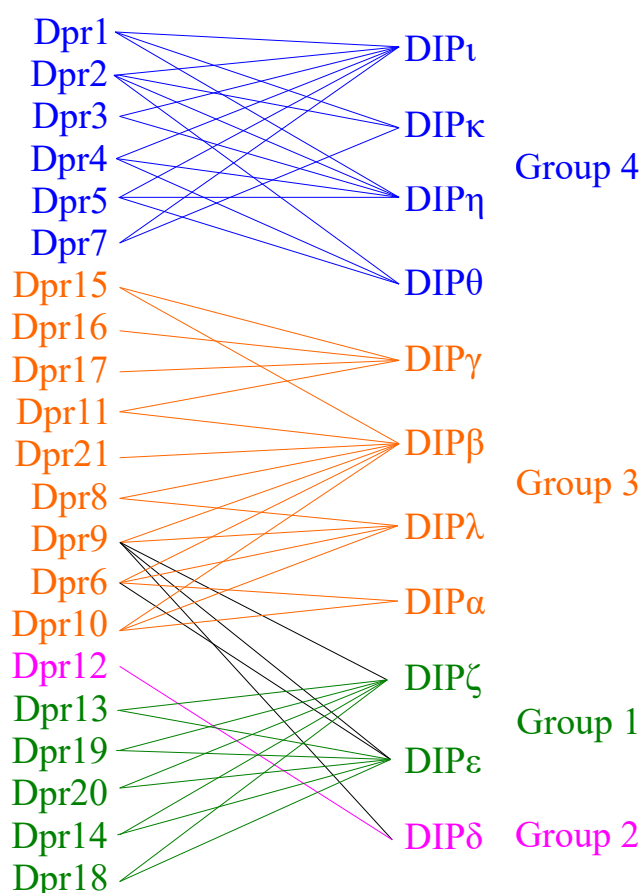 Dpr1
Dpr2
Dpr3
Dpr4
Dpr5
Dpr7
Dpr15
Dpr16
Dpr17
Dpr11
Dpr21
Dpr8
Dpr9
Dpr6
Dpr10
Dpr12
Dpr13
Dpr19
Dpr20
Dpr14
Dpr18
DIPι
DIPκ
DIPη
DIPθ
DIPγ
DIPβ
DIPλ
DIPα
DIPζ
DIPε
DIPδ
Group 4
Group 3
Group 1
Group 2